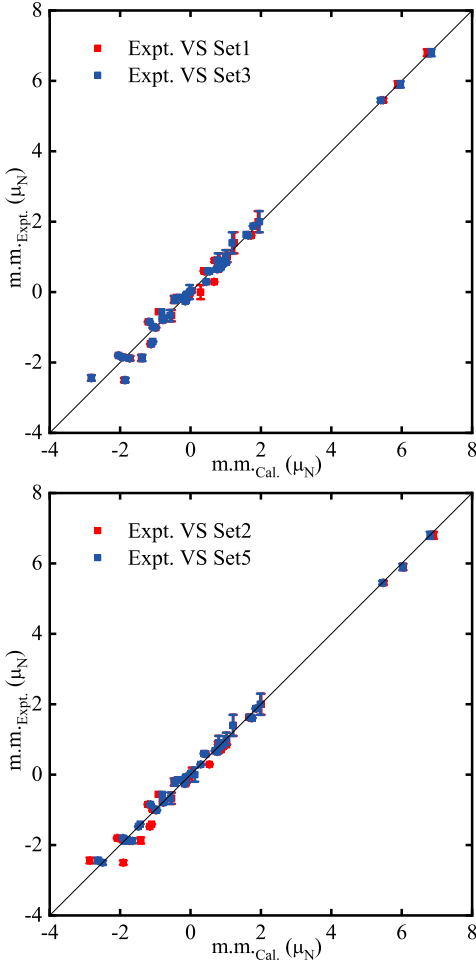 8
6
4
2
0
-2
-4
m.m.Expt. (μN)
Expt. VS Set1
Expt. VS Set3
-4 -2 0 2 4 6 8
m.m.Cal. (μN)
8
6
4
2
0
-2
-4
m.m.Expt. (μN)
Expt. VS Set2
Expt. VS Set5
-4 -2 0 2 4 6 8
m.m.Cal. (μN)